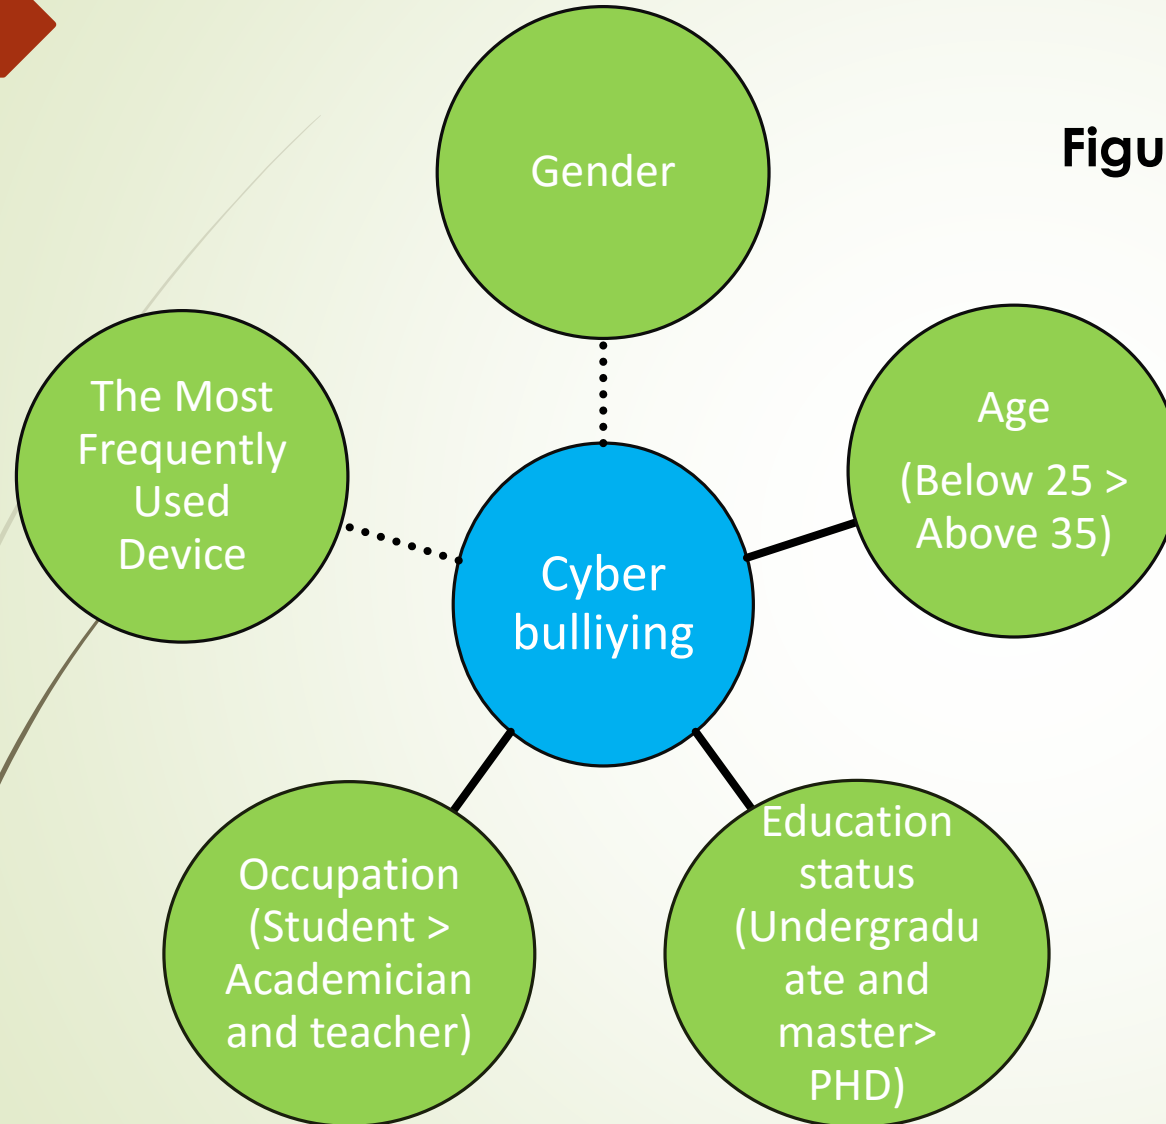 Figu
Gender
The Most
Frequently
Used
Device
Age
(Below 25 >
Above 35)
Cyber
bulliying
Occupation
(Student >
Academician
and teacher)
Education
status
(Undergradu
ate and
master>
PHD)